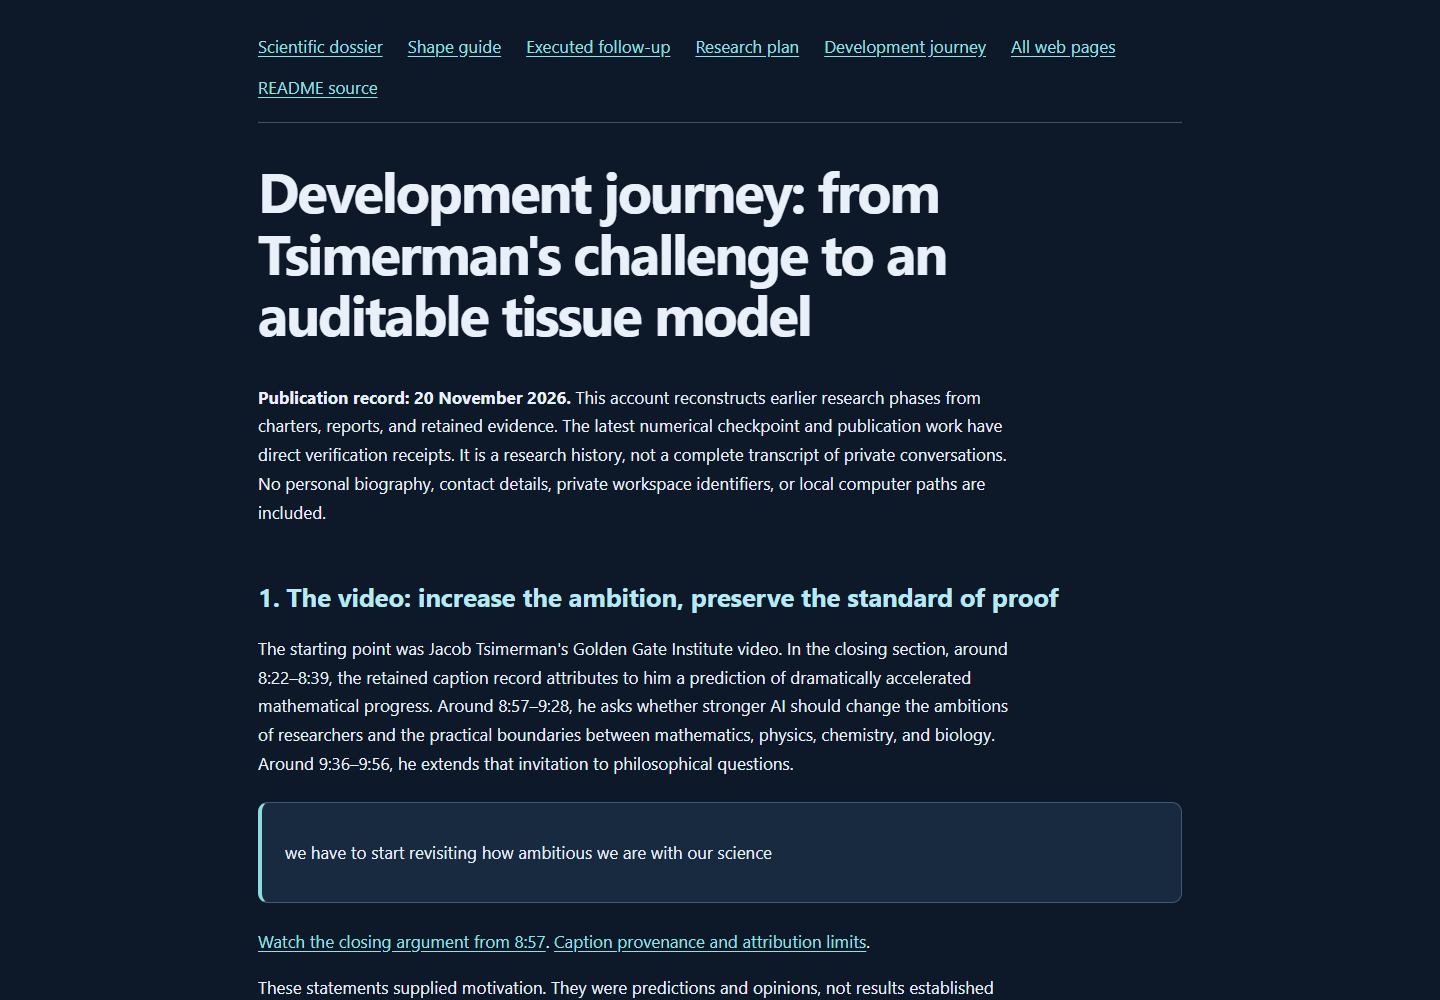 Scientific dossier Shape guide Executed follow-up Research plan Development journey All web pages
README source
Development journey: from
Tsimerman's challenge to an
auditable tissue model
Publication record: 20 November 2026. This account reconstructs earlier research phases from
charters, reports, and retained evidence. The latest numerical checkpoint and publication work have
direct verification receipts. It is a research history, not a complete transcript of private conversations.
No personal biography, contact details, private workspace identifiers, or local computer paths are
included.
1. The video: increase the ambition, preserve the standard of proof
The starting point was Jacob Tsimerman's Golden Gate Institute video. In the closing section, around
8:22–8:39, the retained caption record attributes to him a prediction of dramatically accelerated
mathematical progress. Around 8:57–9:28, he asks whether stronger AI should change the ambitions
of researchers and the practical boundaries between mathematics, physics, chemistry, and biology.
Around 9:36–9:56, he extends that invitation to philosophical questions.
we have to start revisiting how ambitious we are with our science
Watch the closing argument from 8:57. Caption provenance and attribution limits.
These statements supplied motivation. They were predictions and opinions, not results established